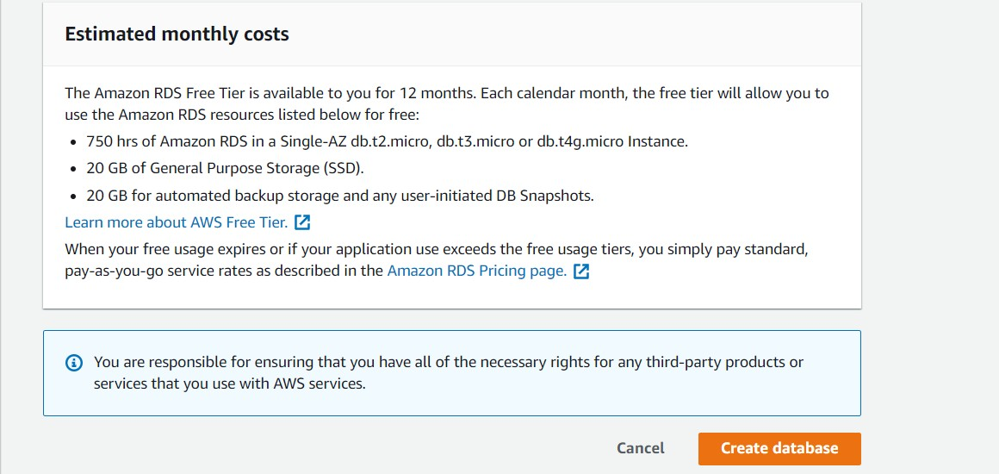 Estimated monthly costs
The Amazon RDS Free Tier is available to you for 12 months. Each calendar month, the free tier will allow you to
use the Amazon RDS resources listed below for free:
• 750 hrs of Amazon RDS in a Single-AZ db.t2.micro, db.t3.micro or db.t4g.micro Instance.
• 20 GB of General Purpose Storage (SSD).
• 20 GB for automated backup storage and any user-initiated DB Snapshots.
Learn more about AWS Free Tier.
When your free usage expires or if your application use exceeds the free usage tiers, you simply pay standard,
pay-as-you-go service rates as described in the Amazon RDS Pricing page.
You are responsible for ensuring that you have all of the necessary rights for any third-party products or
services that you use with AWS services.
Cancel Create database